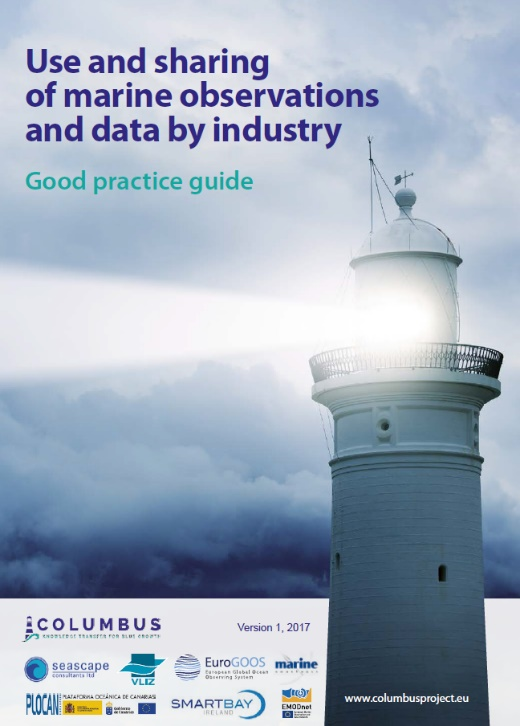 Use and sharing
of marine observations
and data by industry
Good practice guide
COLUMBUS
KNOWLEDGE TRANSFER FOR BLUE GROWTH
Version 1, 2017
seascape
consultants ltd
VLIZ
EuroGOOS
European Global Ocean
Observing System
marine
PLOCAN
PLATAFORMA OCEÁNICA DE CANARIAS
SMARTBAY
IRELAND
EMODnet
www.columbusproject.eu